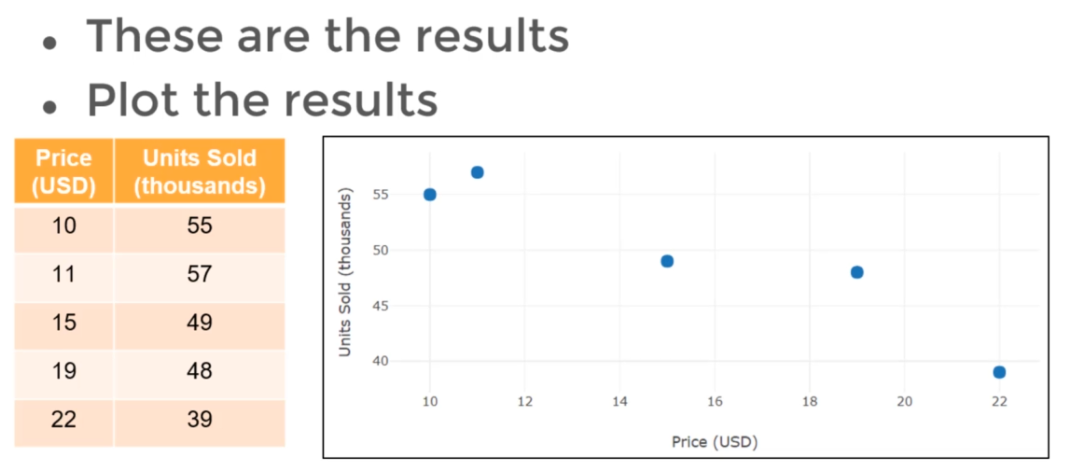 • These are the results
• Plot the results
Price (USD) Units Sold (thousands)
10 55
11 57
15 49
19 48
22 39
Units Sold (thousands)
55
50
45
40
10 12 14 16 18 20 22
Price (USD)